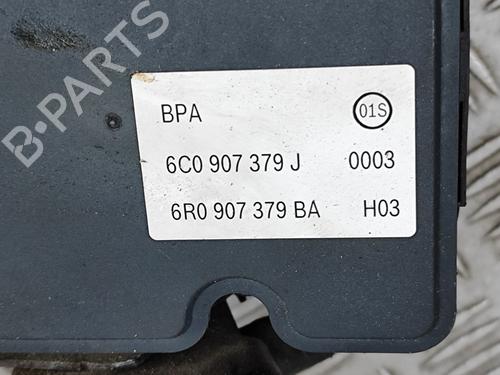 B-PARTS
BPA 01S
6C0 907 379 J 0003
6R0 907 379 BA H03